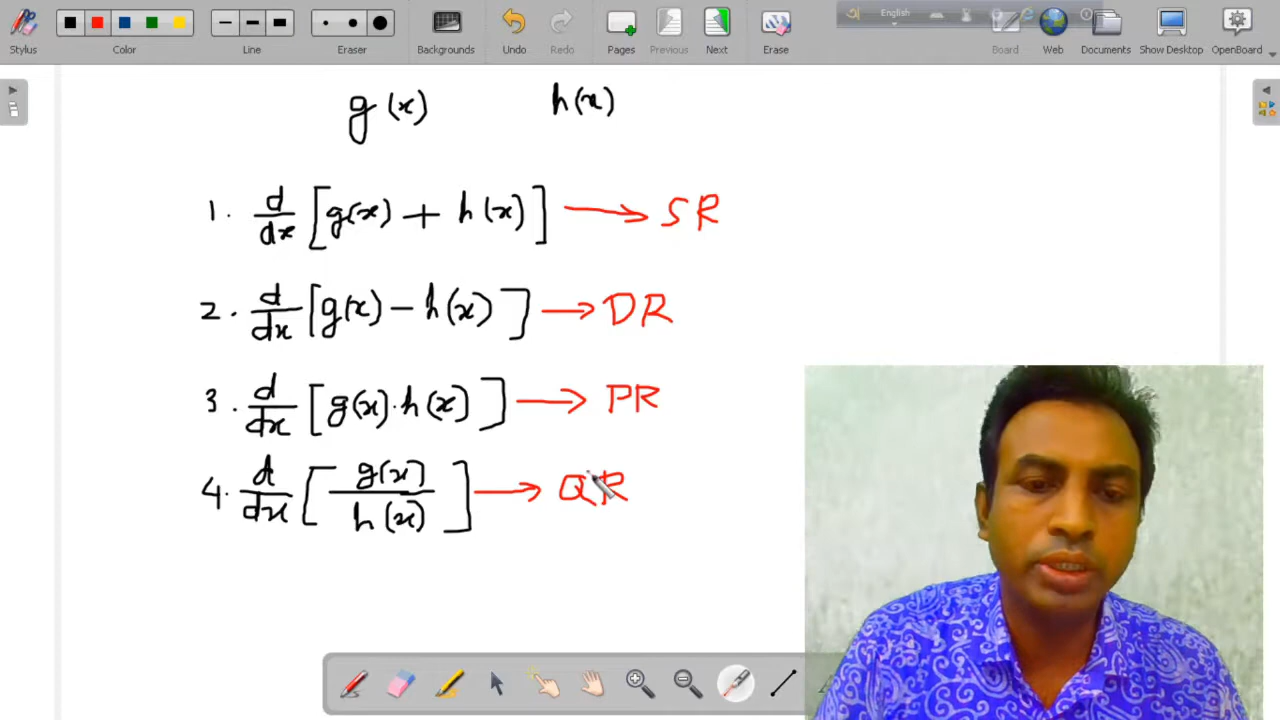 English
Stylus Color Line Eraser Backgrounds Undo Redo Pages Previous Next Erase Board Web Documents Show Desktop OpenBoard
g(x) h(x)
1. d/dx [g(x) + h(x)] → SR
2. d/dx [g(x) - h(x)] → DR
3. d/dx [g(x)·h(x)] → PR
4. d/dx [g(x)/h(x)] → QR